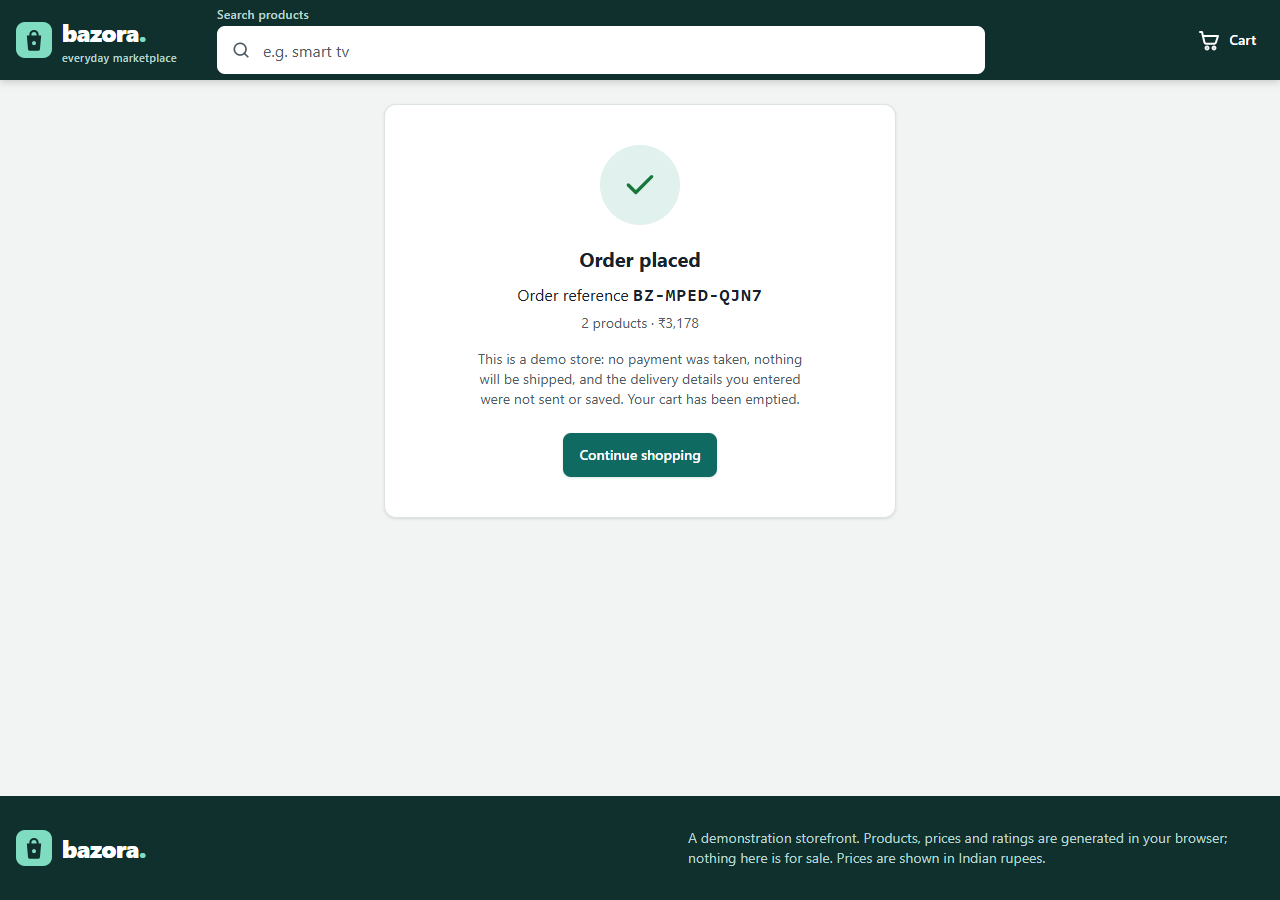 bazora.
everyday marketplace
Search products
e.g. smart tv
Cart
Order placed
Order reference BZ-MPED-QJN7
2 products · ₹3,178
This is a demo store: no payment was taken, nothing
will be shipped, and the delivery details you entered
were not sent or saved. Your cart has been emptied.
Continue shopping
bazora.
A demonstration storefront. Products, prices and ratings are generated in your browser;
nothing here is for sale. Prices are shown in Indian rupees.